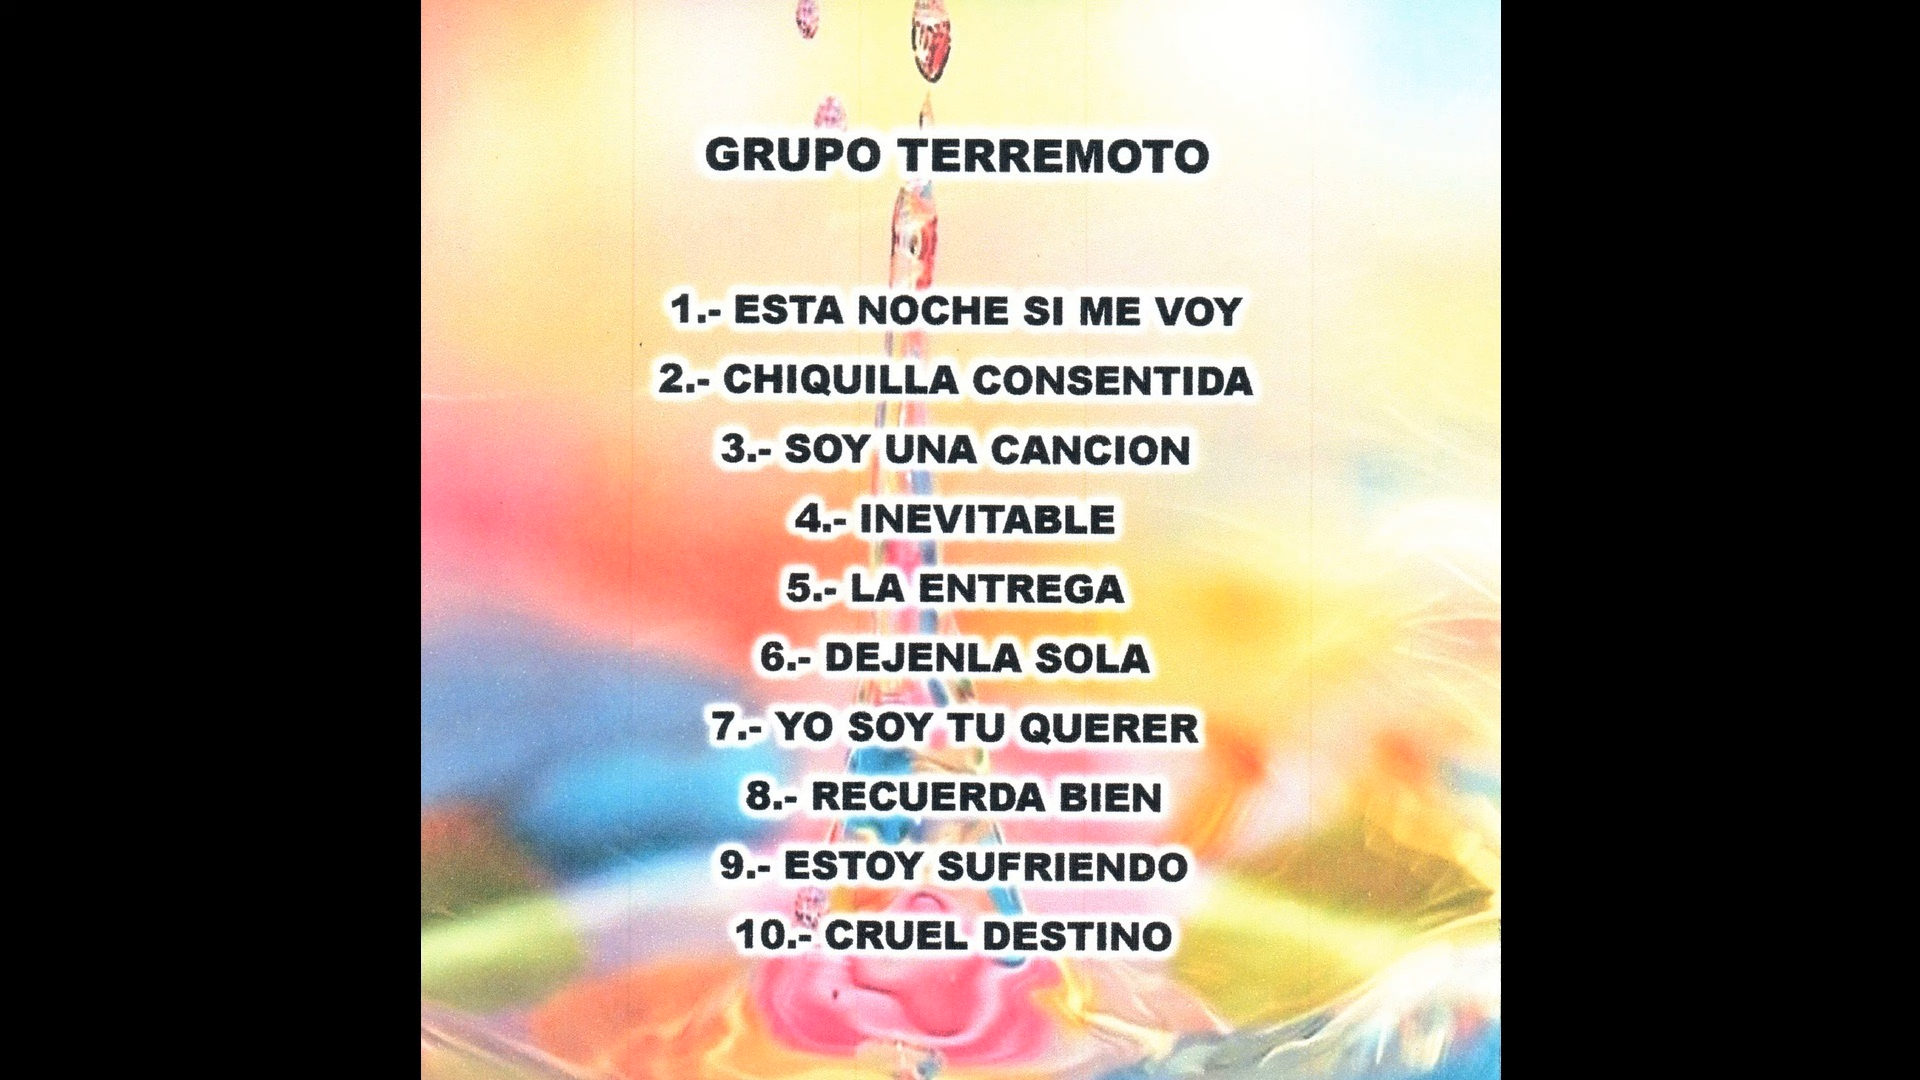 GRUPO TERREMOTO
1.- ESTA NOCHE SI ME VOY
2.- CHIQUILLA CONSENTIDA
3.- SOY UNA CANCION
4.- INEVITABLE
5.- LA ENTREGA
6.- DEJENLA SOLA
7.- YO SOY TU QUERER
8.- RECUERDA BIEN
9.- ESTOY SUFRIENDO
10.- CRUEL DESTINO